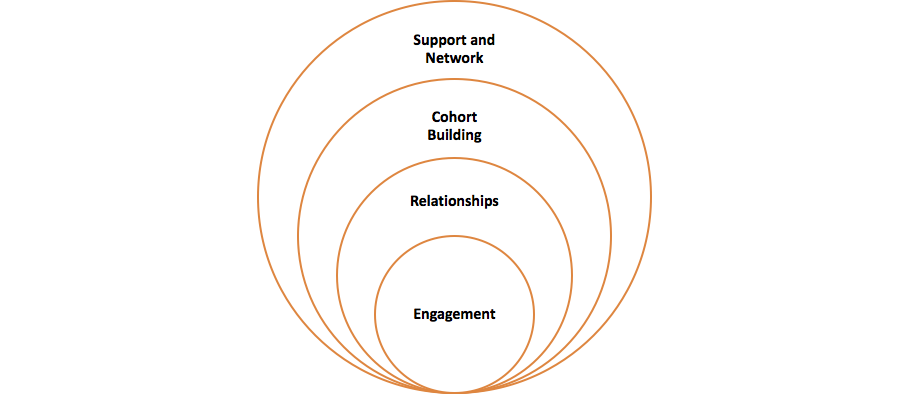 Support and
Network
Cohort
Building
Relationships
Engagement